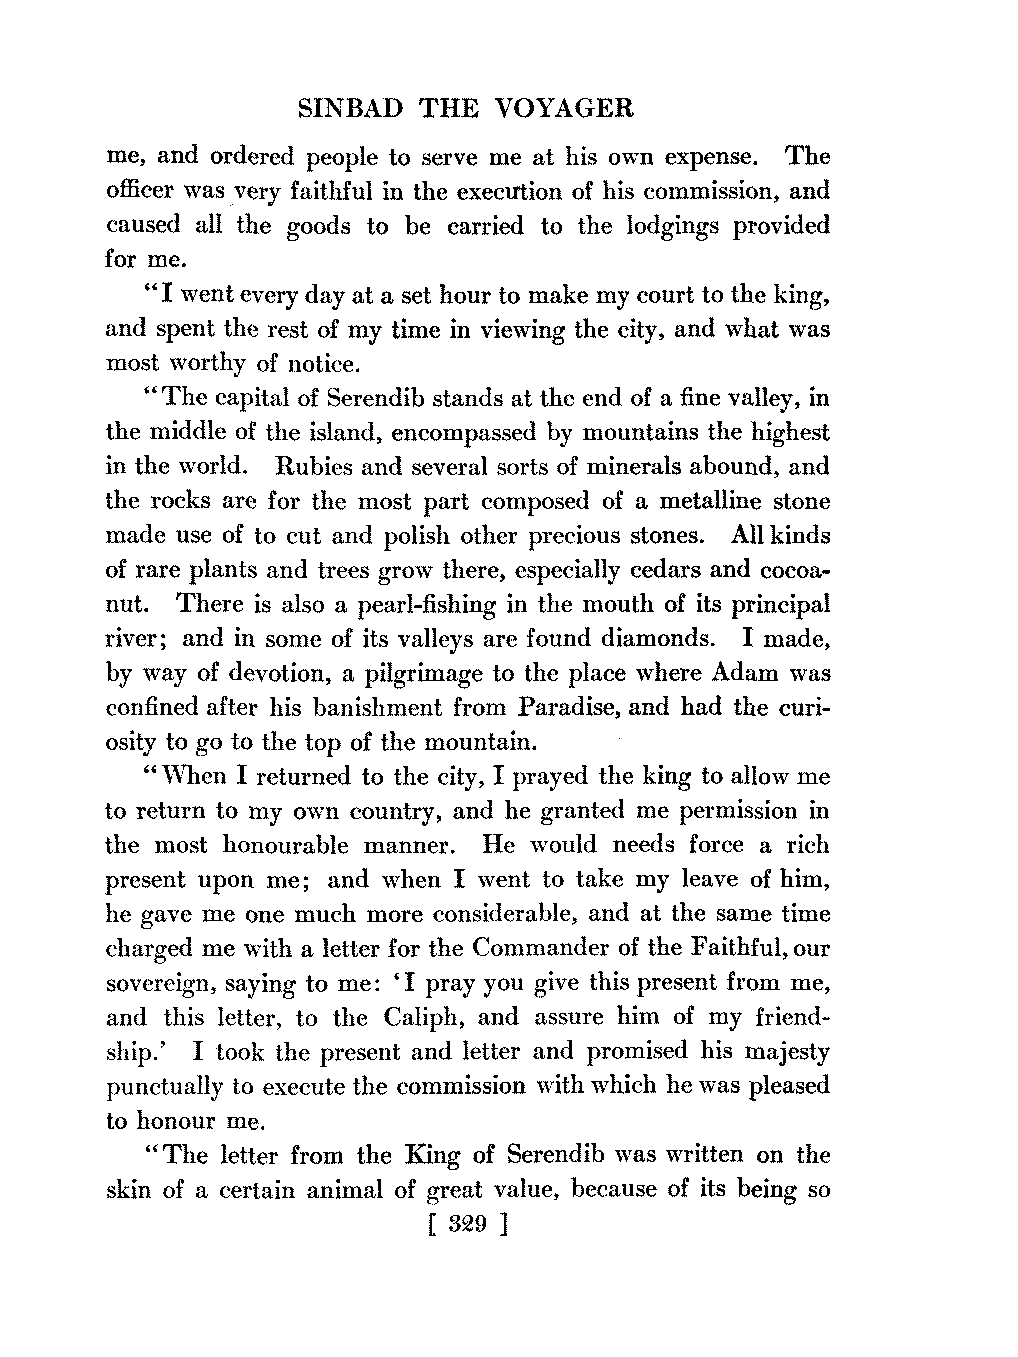 SINBAD THE VOYAGER
me, and ordered people to serve me at his own expense. The
officer was very faithful in the execution of his commission, and
caused all the goods to be carried to the lodgings provided
for me.
“I went every day at a set hour to make my court to the king,
and spent the rest of my time in viewing the city, and what was
most worthy of notice.
“The capital of Serendib stands at the end of a fine valley, in
the middle of the island, encompassed by mountains the highest
in the world. Rubies and several sorts of minerals abound, and
the rocks are for the most part composed of a metalline stone
made use of to cut and polish other precious stones. All kinds
of rare plants and trees grow there, especially cedars and cocoa-
nut. There is also a pearl-fishing in the mouth of its principal
river; and in some of its valleys are found diamonds. I made,
by way of devotion, a pilgrimage to the place where Adam was
confined after his banishment from Paradise, and had the curi-
osity to go to the top of the mountain.
“When I returned to the city, I prayed the king to allow me
to return to my own country, and he granted me permission in
the most honourable manner. He would needs force a rich
present upon me; and when I went to take my leave of him,
he gave me one much more considerable, and at the same time
charged me with a letter for the Commander of the Faithful, our
sovereign, saying to me: ‘I pray you give this present from me,
and this letter, to the Caliph, and assure him of my friend-
ship.’ I took the present and letter and promised his majesty
punctually to execute the commission with which he was pleased
to honour me.
“The letter from the King of Serendib was written on the
skin of a certain animal of great value, because of its being so
[ 329 ]